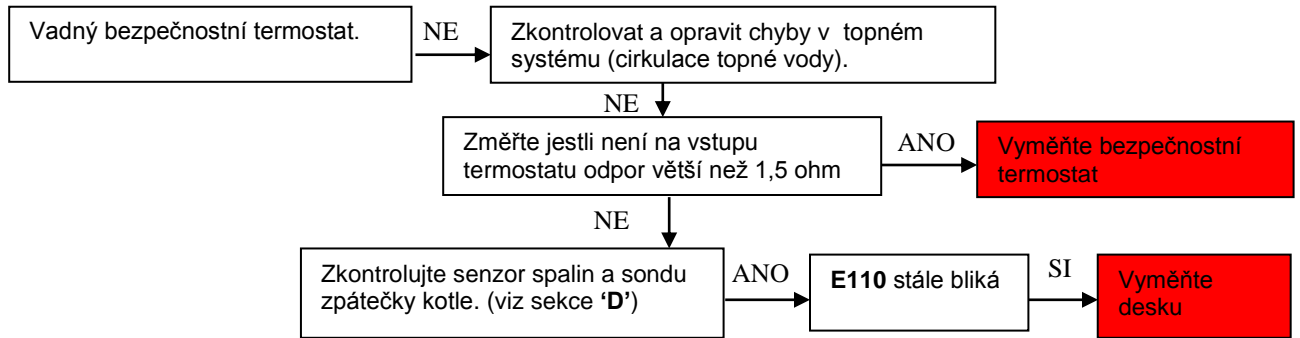 Vadný bezpečnostní termostat.
NE
Zkontrolovat a opravit chyby v topném
systému (cirkulace topné vody).
NE
Změřte jestli není na vstupu
termostatu odpor větší než 1,5 ohm
ANO
Vyměňte bezpečnostní
termostat
NE
Zkontrolujte senzor spalin a sondu
zpátečky kotle. (viz sekce ‘D’)
ANO
E110 stále bliká
SI
Vyměňte
desku